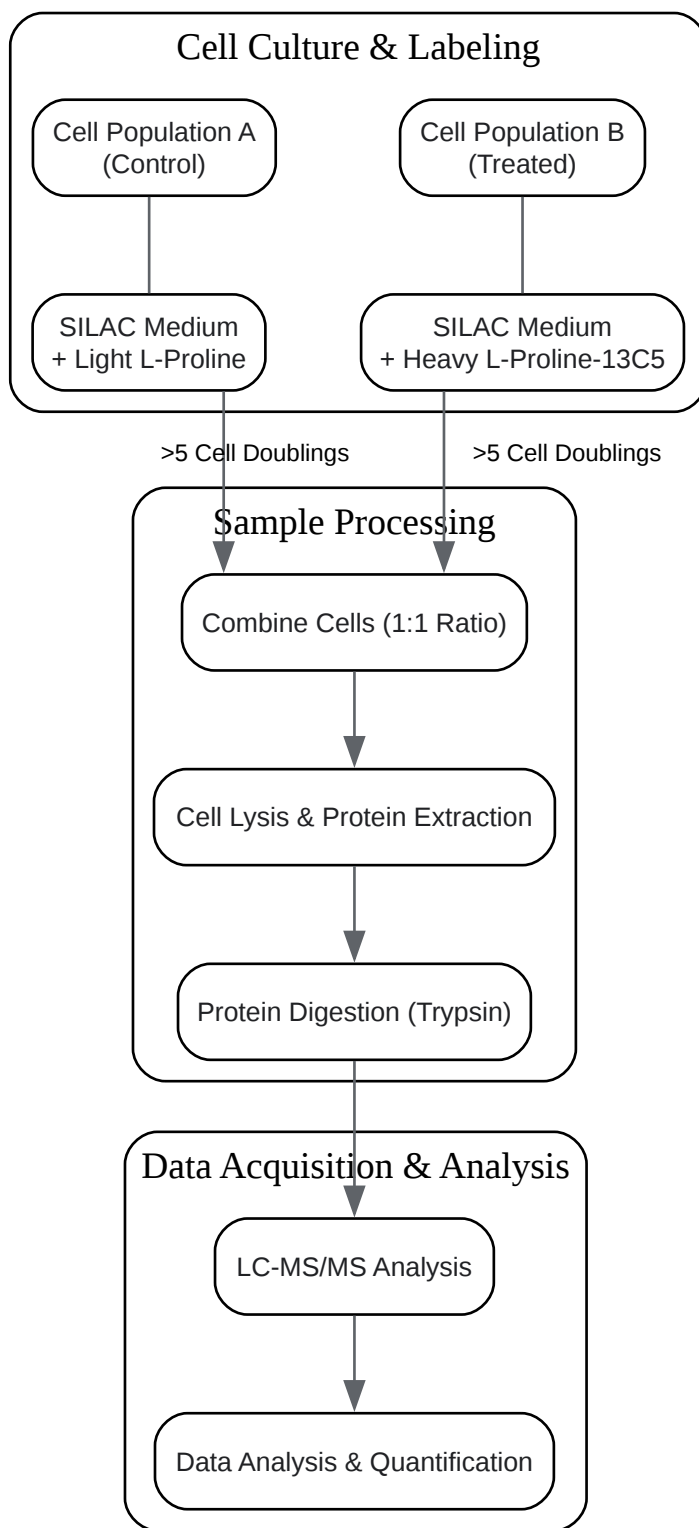 Cell Culture & Labeling
Cell Population A
(Control)
Cell Population B
(Treated)
SILAC Medium
+ Light L-Proline
SILAC Medium
+ Heavy L-Proline-13C5
>5 Cell Doublings
>5 Cell Doublings
Sample Processing
Combine Cells (1:1 Ratio)
Cell Lysis & Protein Extraction
Protein Digestion (Trypsin)
Data Acquisition & Analysis
LC-MS/MS Analysis
Data Analysis & Quantification